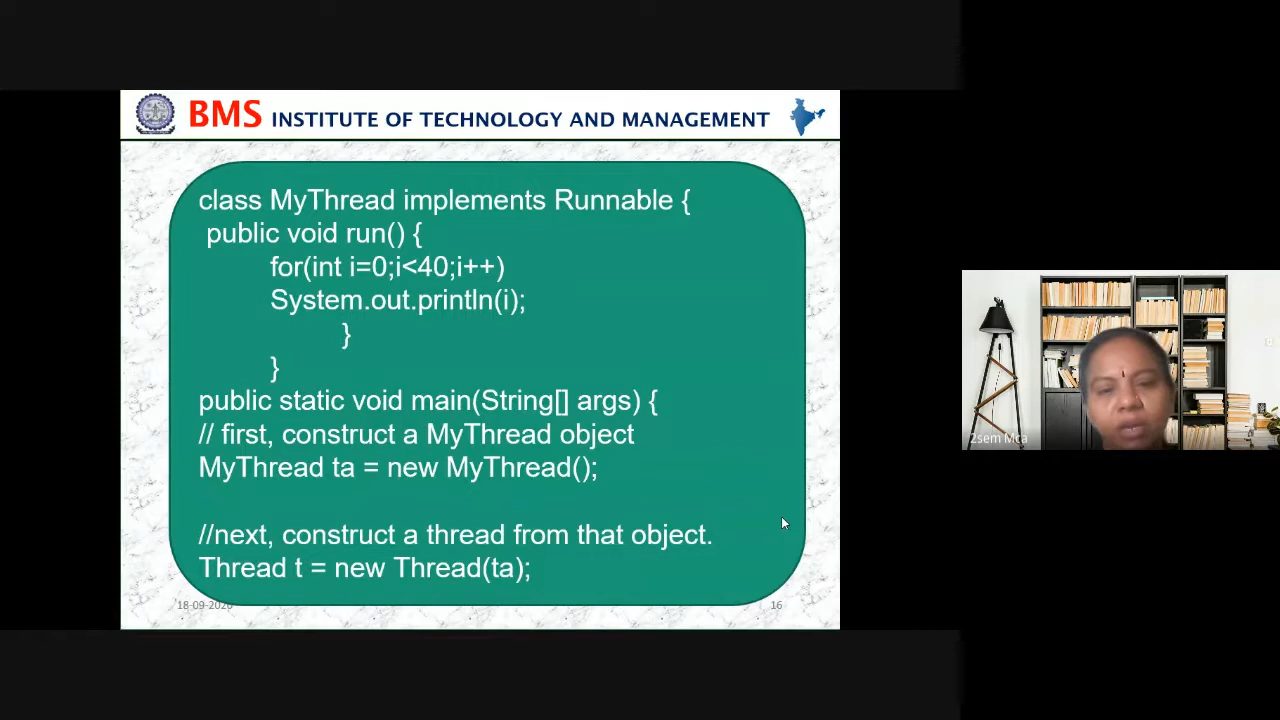 BMS INSTITUTE OF TECHNOLOGY AND MANAGEMENT
class MyThread implements Runnable {
public void run() {
for(int i=0;i<40;i++)
System.out.println(i);
}
}
public static void main(String[] args) {
// first, construct a MyThread object
MyThread ta = new MyThread();
//next, construct a thread from that object.
Thread t = new Thread(ta);
18-09-2020
16
2sem Mca